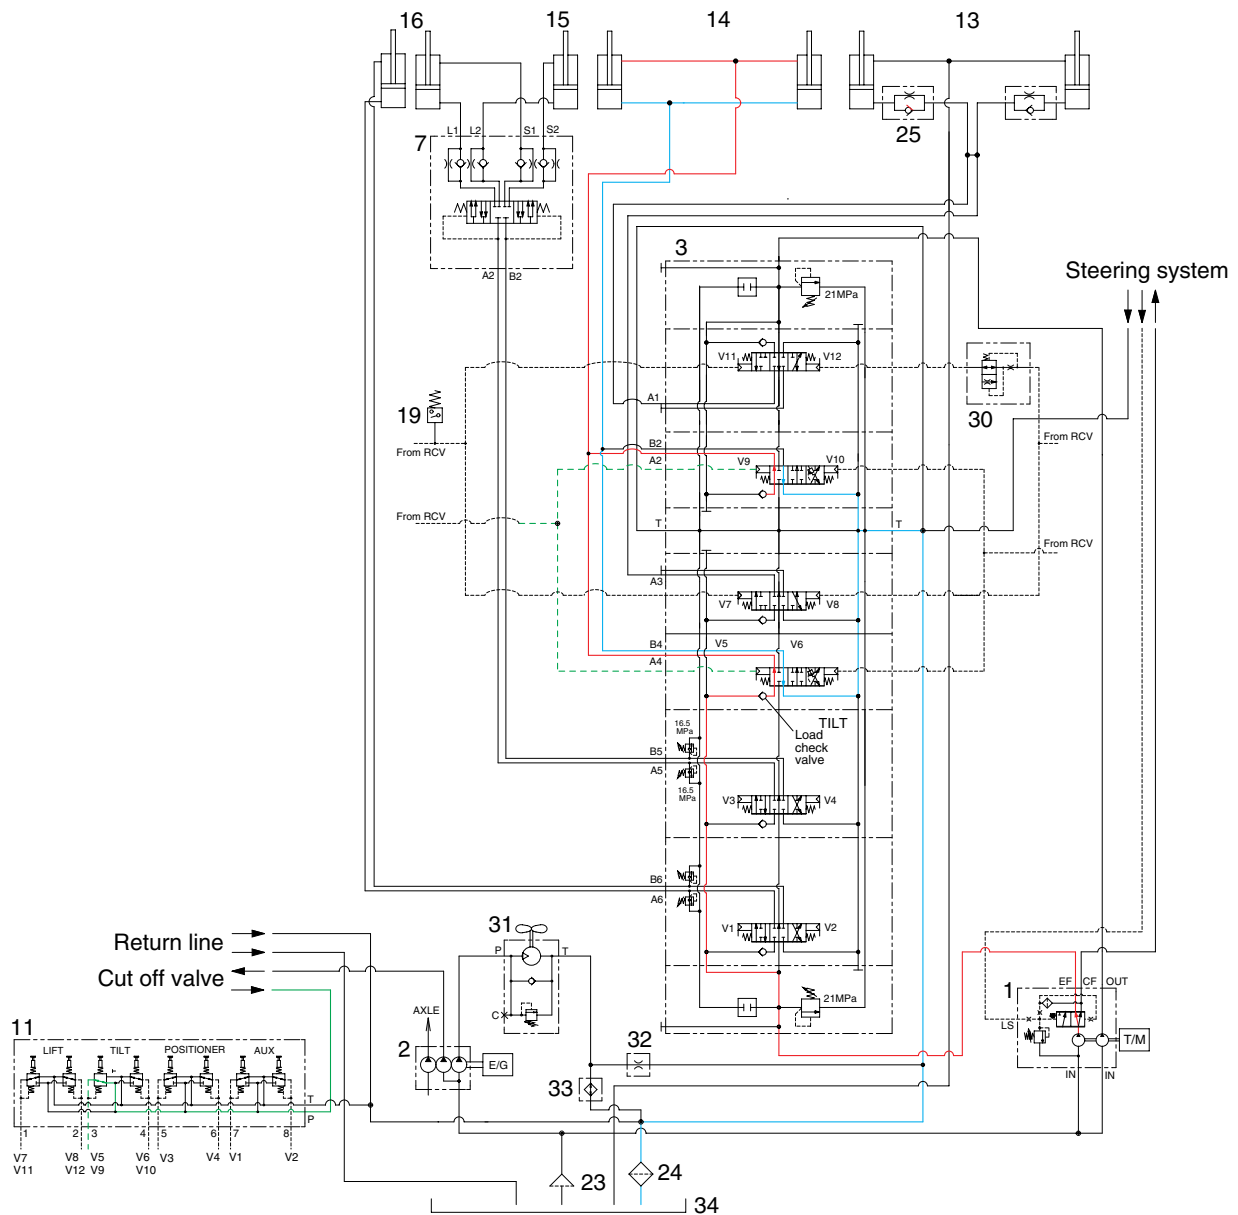 16
15
14
13
25
L1 L2 S1 S2
7
A2 B2
3
Steering system
21MPa
V11 V12
19
A1
30
From RCV
From RCV
B2
A2
V9 V10
From RCV
T T
From RCV
A3
V7 V8
B4
V5 V6
A4
TILT
Load
check
valve
16.5
MPa
B5
A5
16.5
MPa
V3 V4
B6
A6
V1 V2
31
P T
C
Return line
Cut off valve
21MPa
EF CF OUT
1
LS
T/M
IN IN
11
LIFT TILT POSITIONER AUX
T
T
P
AXLE
2
E/G
32
33
1 2 3 4 5 6 7 8
V7 V8 V5 V6 V3 V4 V1 V2
V11 V12 V9 V10
23
24
34